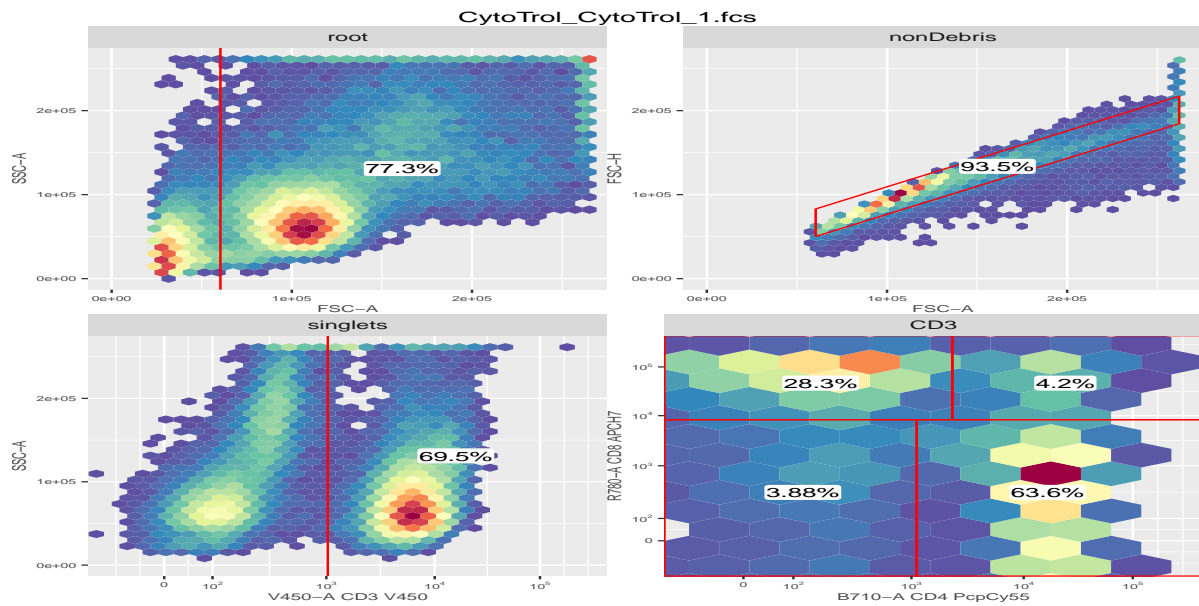 CytoTrol_CytoTrol_1.fcs
root
nonDebris
SSC-A
2e+05
1e+05
0e+00
77.3%
0e+00
1e+05
2e+05
FSC-A
FSC-H
2e+05
1e+05
0e+00
93.5%
0e+00
1e+05
2e+05
FSC-A
singlets
CD3
SSC-A
2e+05
1e+05
0e+00
69.5%
0
10²
10³
10⁴
10⁵
V450-A CD3 V450
R780-A CD8 APCH7
10⁵
10⁴
10³
10²
0
28.3%
4.2%
3.88%
63.6%
0
10²
10³
10⁴
10⁵
B710-A CD4 PcpCy55